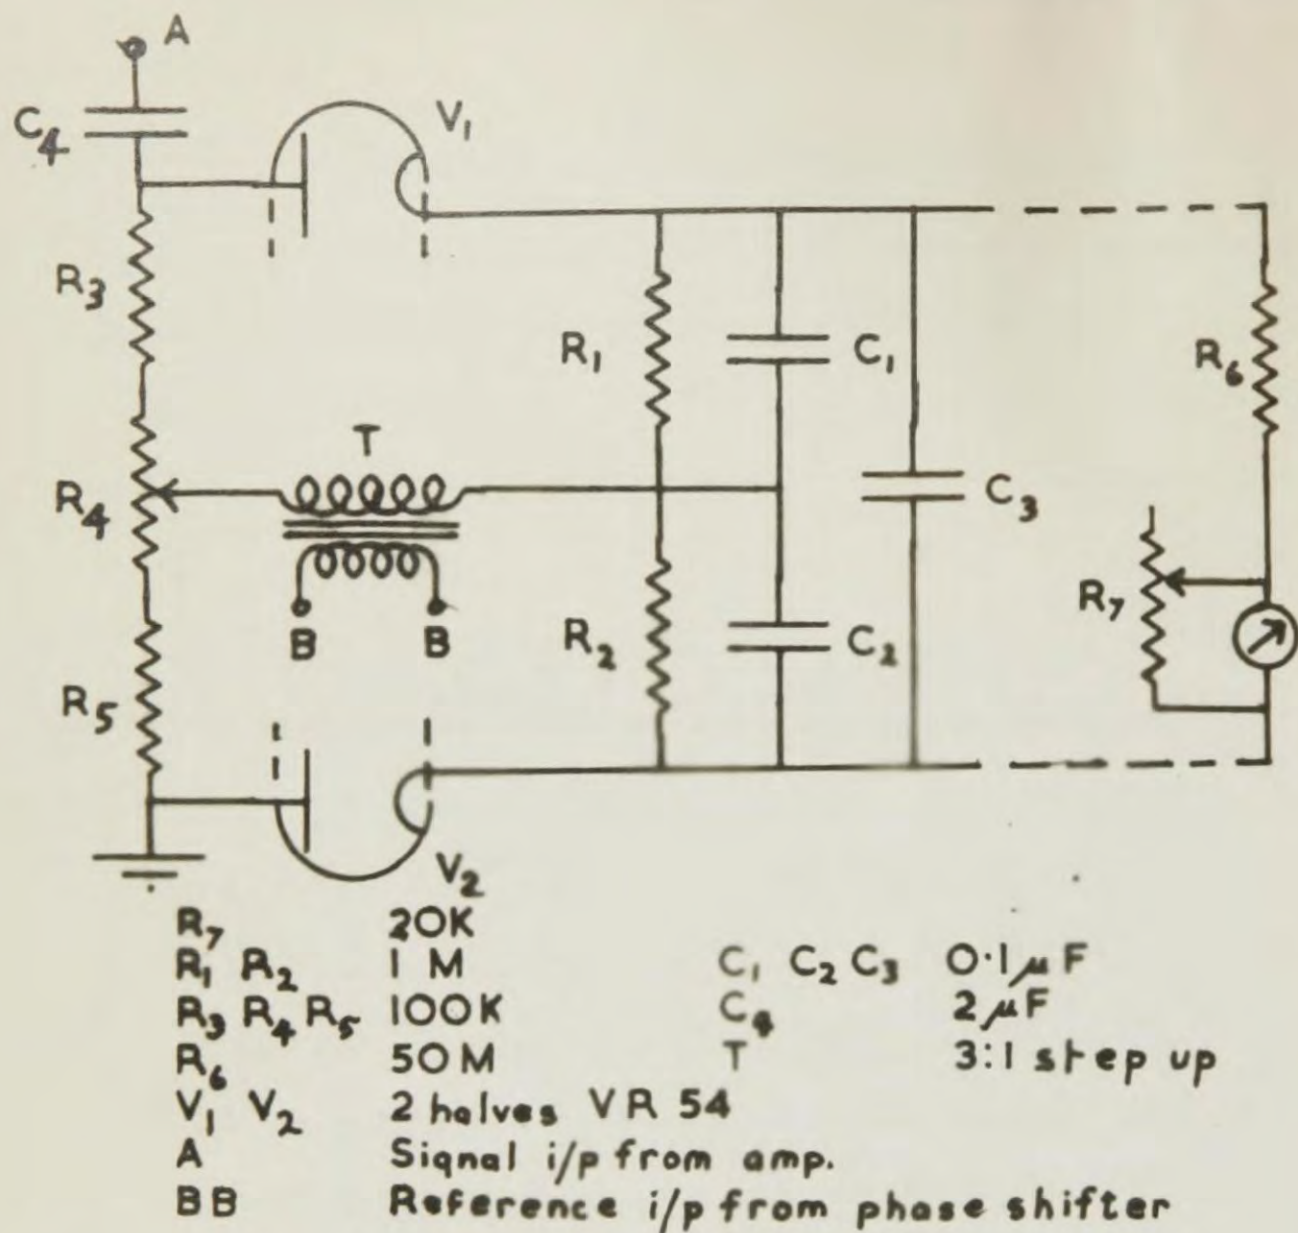 A
C₄
V₁
R₃
R₁
C₁
R₆
T
R₄
C₃
R₇
B B
R₂
C₂
R₅
V₂
R₇ 20K
R₁ R₂ 1 M
C₁ C₂ C₃ 0·1μF
R₃ R₄ R₅ 100K
C₄ 2μF
R₆ 50M
T 3:1 step up
V₁ V₂ 2 halves VR 54
A Signal i/p from amp.
BB Reference i/p from phase shifter